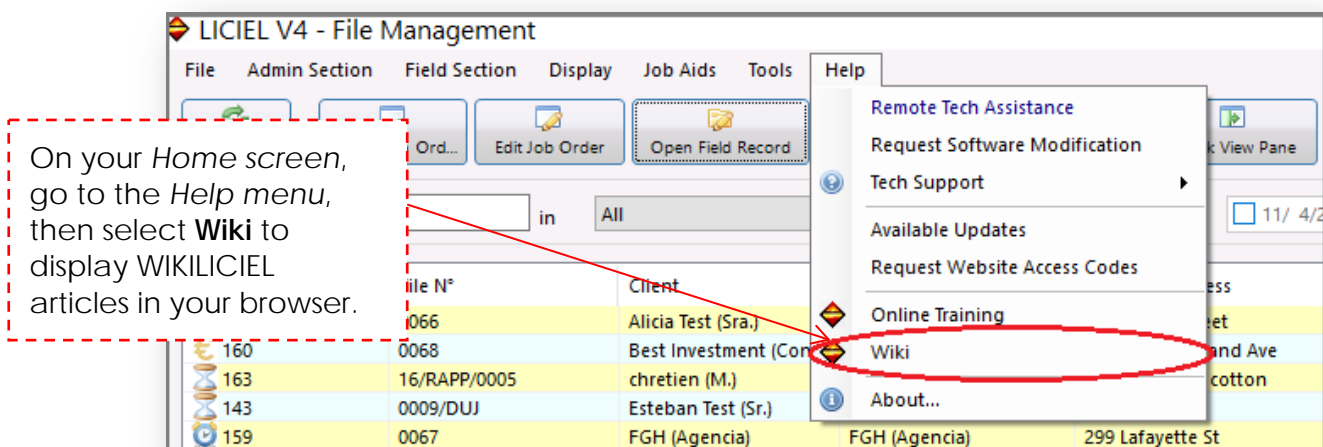 LICIEL V4 - File Management
File Admin Section Field Section Display Job Aids Tools Help
Ord... Edit Job Order Open Field Record View Pane
On your Home screen,
go to the Help menu,
then select Wiki to
display WIKILICIEL
articles in your browser.
Remote Tech Assistance
Request Software Modification
Tech Support
Available Updates
Request Website Access Codes
Online Training
Wiki
About...
in All 11/ 4/2
File N° Client ess
0066 Alicia Test (Sra.) eet
160 0068 Best Investment (Con and Ave
163 16/RAPP/0005 chretien (M.) cotton
143 0009/DUJ Esteban Test (Sr.)
159 0067 FGH (Agencia) FGH (Agencia) 299 Lafayette St